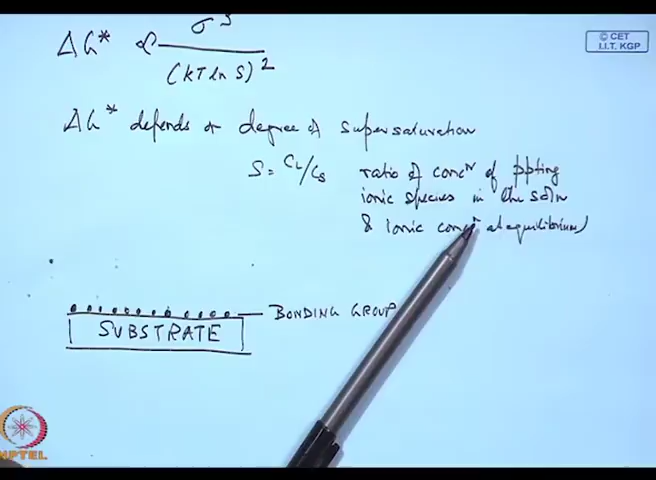 σ³
ΔG* ∝ ———
(kT ln S)²
© CET
I.I.T. KGP
ΔG* depends on degree of supersaturation
S = CL/CS ratio of concN of ppting
ionic species in the soln
& ionic concn at equilibrium)
BONDING GROUP
SUBSTRATE
NPTEL